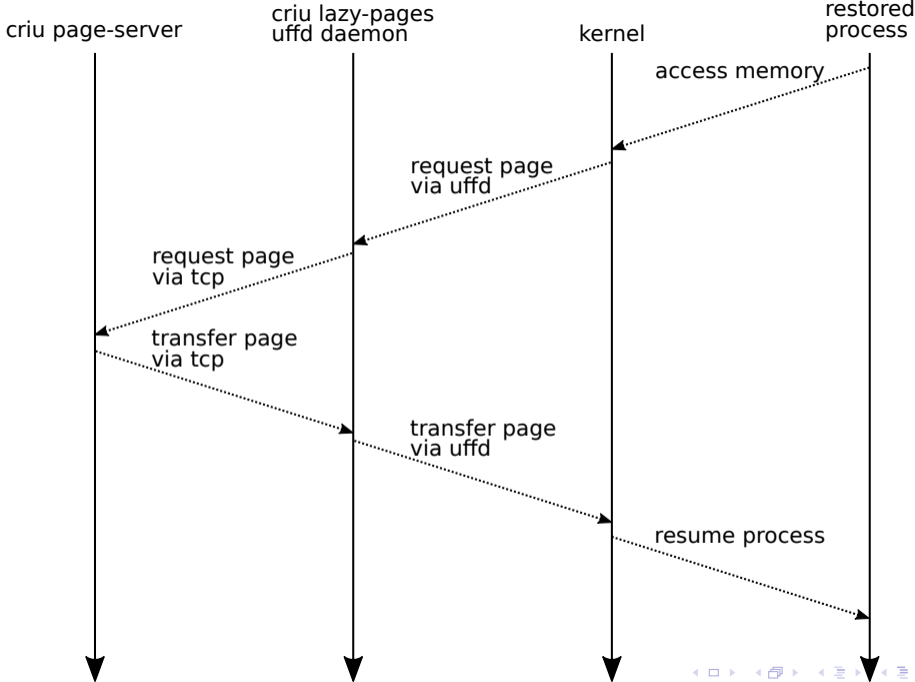 criu page-server
criu lazy-pages
uffd daemon
kernel
restored
process
access memory
request page
via uffd
request page
via tcp
transfer page
via tcp
transfer page
via uffd
resume process